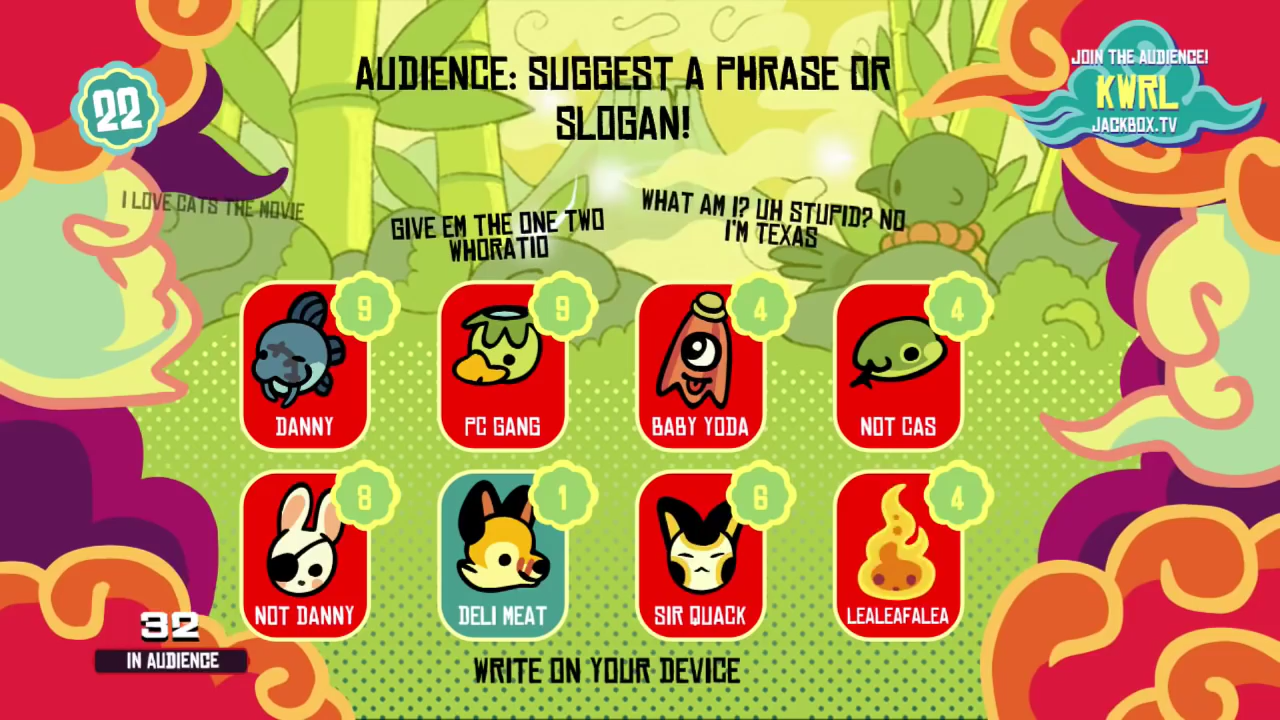 AUDIENCE: SUGGEST A PHRASE OR
SLOGAN!
22
JOIN THE AUDIENCE!
KWRL
JACKBOX.TV
I LOVE CATS THE MOVIE
GIVE EM THE ONE TWO
WHORATIO
WHAT AM I? UH STUPID? NO
I'M TEXAS
9
9
4
4
DANNY
PC GANG
BABY YODA
NOT CAS
8
1
6
4
NOT DANNY
DELI MEAT
SIR QUACK
LEALEAFALEA
32
IN AUDIENCE
WRITE ON YOUR DEVICE